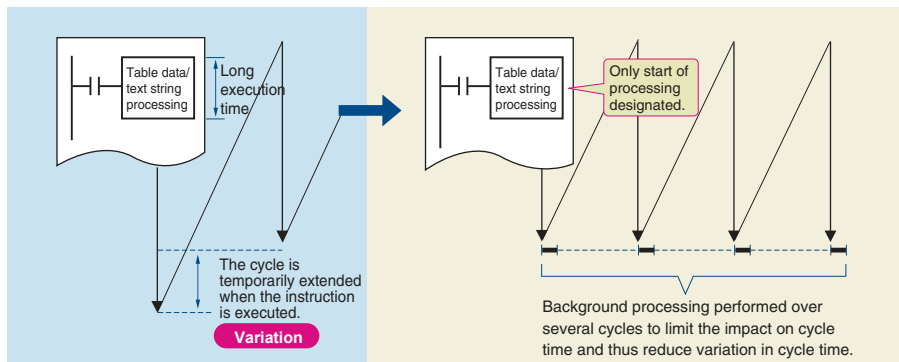 Table data/
text string
processing
Long
execution
time
The cycle is
temporarily extended
when the instruction
is executed.
Variation
Table data/
text string
processing
Only start of
processing
designated.
Background processing performed over
several cycles to limit the impact on cycle
time and thus reduce variation in cycle time.